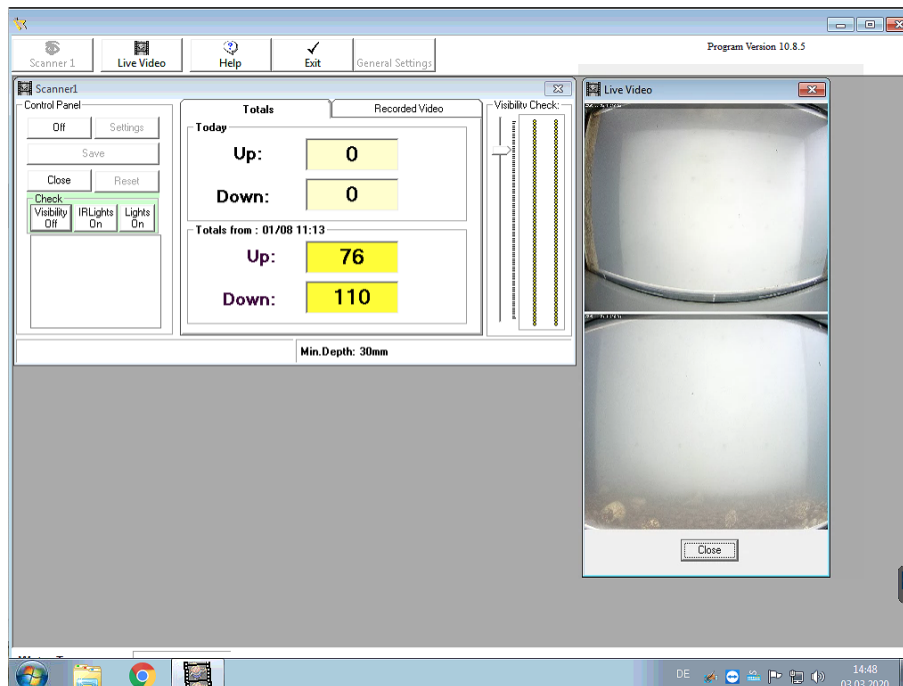 Scanner 1
Live Video
Help
Exit
General Settings
Program Version 10.8.5
Scanner1
Control Panel
Off
Settings
Save
Close
Reset
Check
Visibility Off
IRLights On
Lights On
Totals
Recorded Video
Today
Up:
0
Down:
0
Totals from : 01/08 11:13
Up:
76
Down:
110
Visibility Check:
Min.Depth: 30mm
Live Video
Close
DE
14:48
03.03.2020